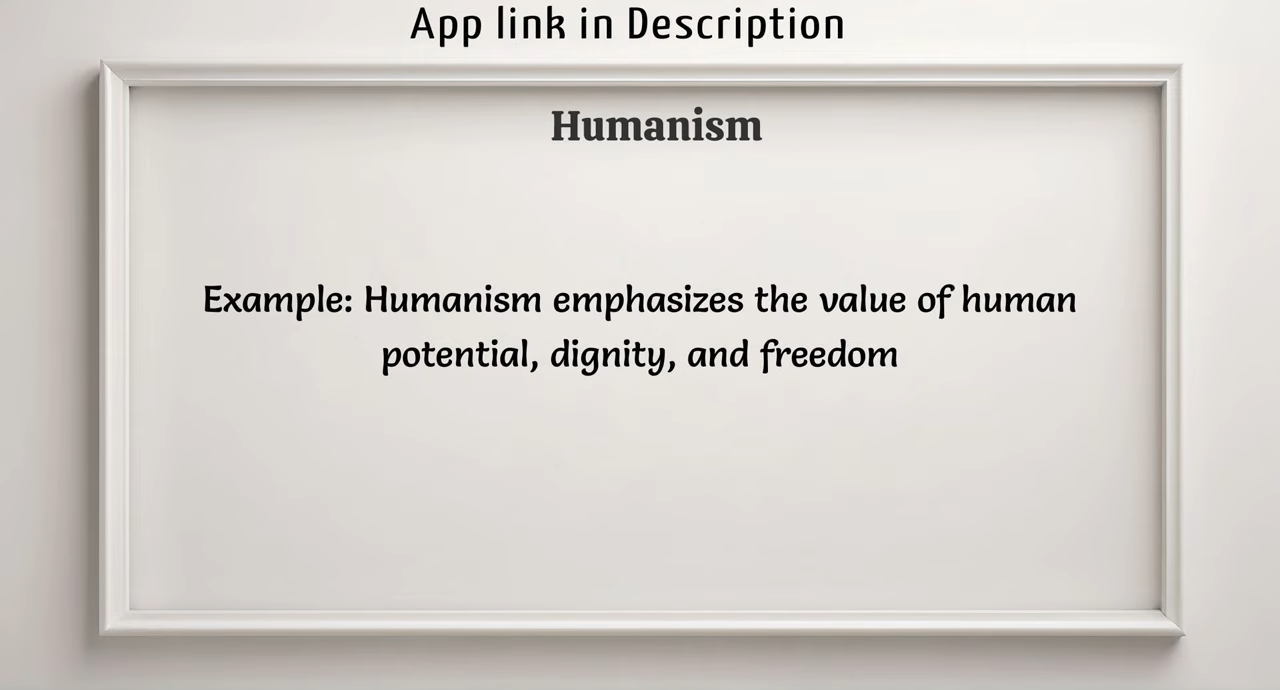 App link in Description
Humanism
Example: Humanism emphasizes the value of human
potential, dignity, and freedom